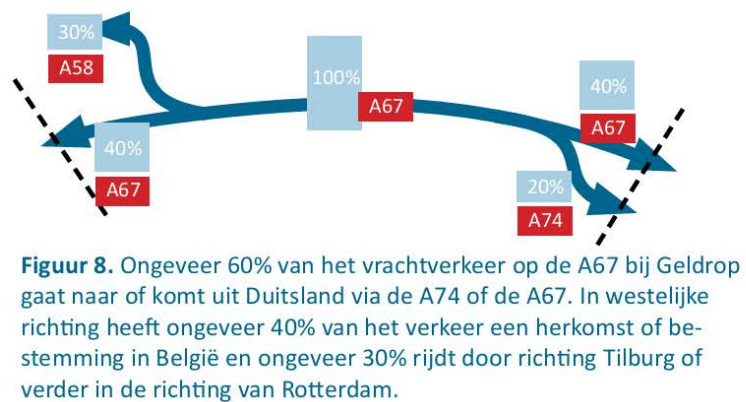 30%
A58
100%
A67
40%
A67
40%
A67
20%
A74
Figuur 8. Ongeveer 60% van het vrachtverkeer op de A67 bij Geldrop
gaat naar of komt uit Duitsland via de A74 of de A67. In westelijke
richting heeft ongeveer 40% van het verkeer een herkomst of be-
stemming in België en ongeveer 30% rijdt door richting Tilburg of
verder in de richting van Rotterdam.